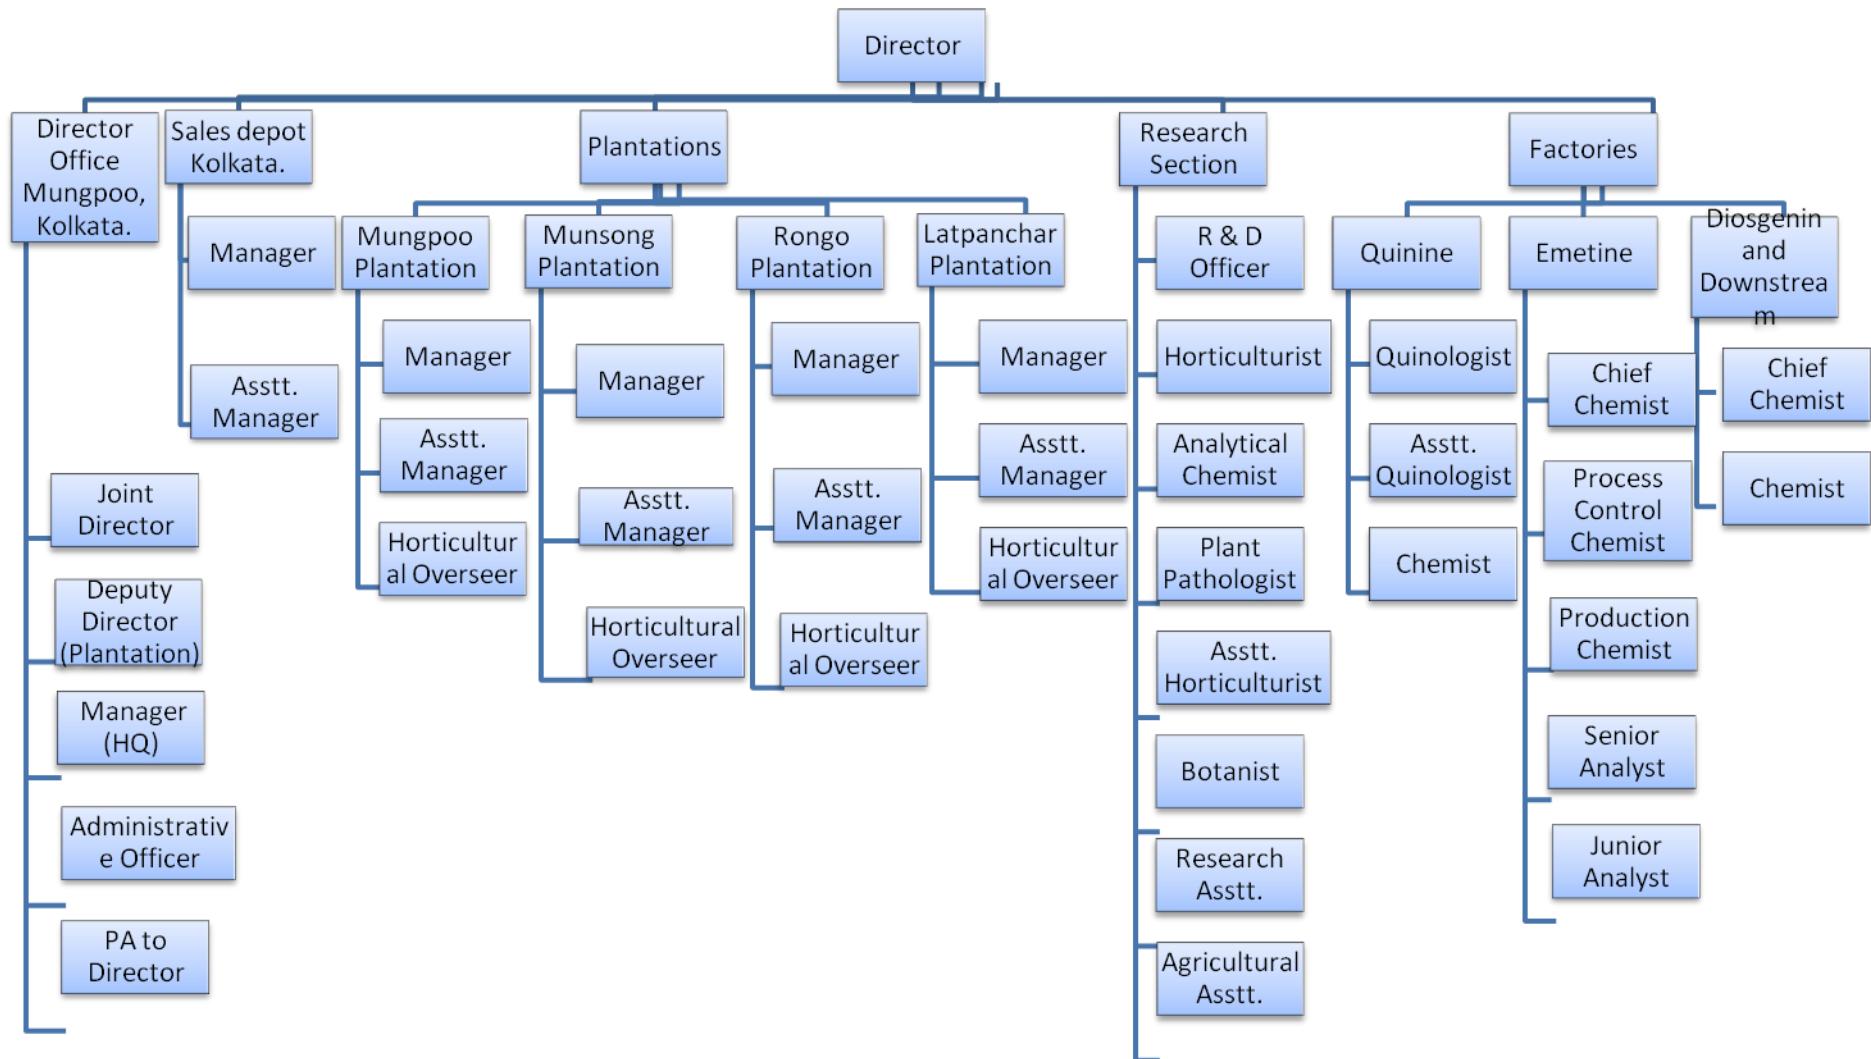 Director
Director
Office
Mungpoo,
Kolkata.
Sales depot
Kolkata.
Plantations
Research
Section
Factories
Joint
Director
Deputy
Director
(Plantation)
Manager
(HQ)
Administrativ
e Officer
PA to
Director
Manager
Asstt.
Manager
Mungpoo
Plantation
Manager
Asstt.
Manager
Horticultur
al Overseer
Munsong
Plantation
Manager
Asstt.
Manager
Horticultural
Overseer
Rongo
Plantation
Manager
Asstt.
Manager
Horticultur
al Overseer
Latpanchar
Plantation
Manager
Asstt.
Manager
Horticultur
al Overseer
R & D
Officer
Horticulturist
Analytical
Chemist
Plant
Pathologist
Asstt.
Horticulturist
Botanist
Research
Asstt.
Agricultural
Asstt.
Quinine
Quinologist
Asstt.
Quinologist
Chemist
Emetine
Chief
Chemist
Process
Control
Chemist
Production
Chemist
Senior
Analyst
Junior
Analyst
Diosgenin
and
Downstrea
m
Chief
Chemist
Chemist